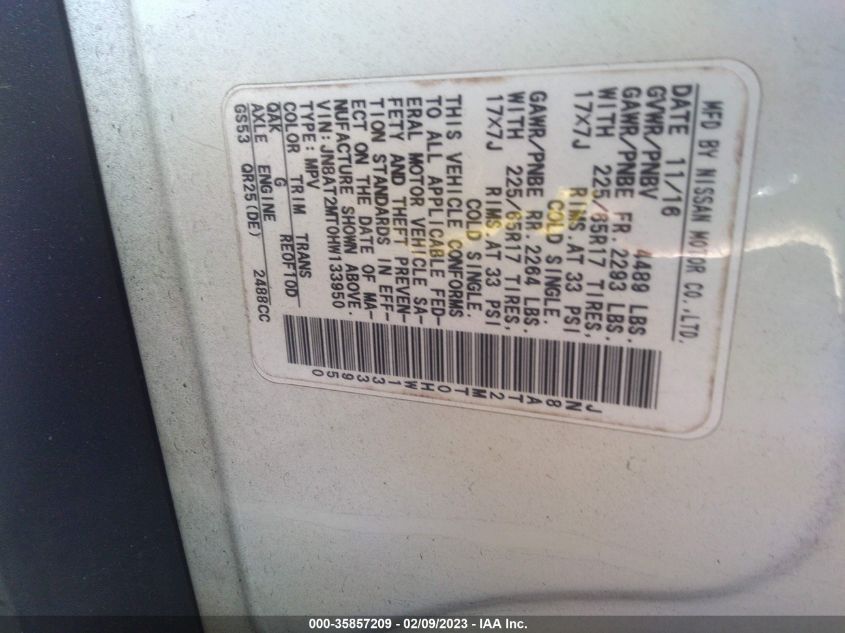 MFD BY NISSAN MOTOR CO.,LTD.
DATE 11/16
GVWR/PNBV 4489 LBS.
GAWR/PNBE FR. 2293 LBS.
WITH 225/65R17 TIRES,
17X7J RIMS.AT 33 PSI
COLD SINGLE.
GAWR/PNBE RR. 2264 LBS.
WITH 225/65R17 TIRES,
17X7J RIMS.AT 33 PSI
COLD SINGLE.
THIS VEHICLE CONFORMS
TO ALL APPLICABLE FED-
ERAL MOTOR VEHICLE SA-
FETY AND THEFT PREVEN-
TION STANDARDS IN EFF-
ECT ON THE DATE OF MA-
NUFACTURE SHOWN ABOVE.
VIN: JN8AT2MT0HW133950
TYPE: MPV
COLOR TRIM TRANS
QAK G RE0F10D
AXLE ENGINE
GS53 QR25(DE) 2488CC
JN8AT2MT0HW133950
000-35857209 - 02/09/2023 - IAA Inc.